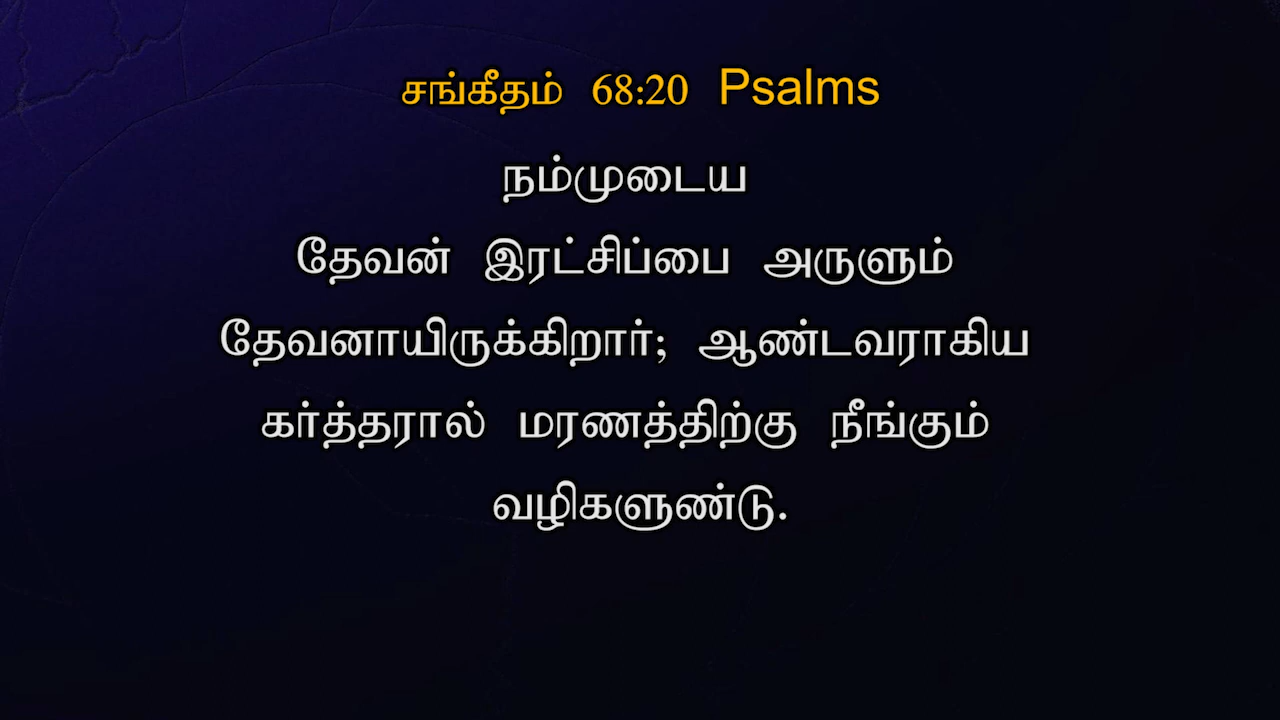 சங்கீதம் 68:20 Psalms
நம்முடைய
தேவன் இரட்சிப்பை அருளும்
தேவனாயிருக்கிறார்; ஆண்டவராகிய
கர்த்தரால் மரணத்திற்கு நீங்கும்
வழிகளுண்டு.